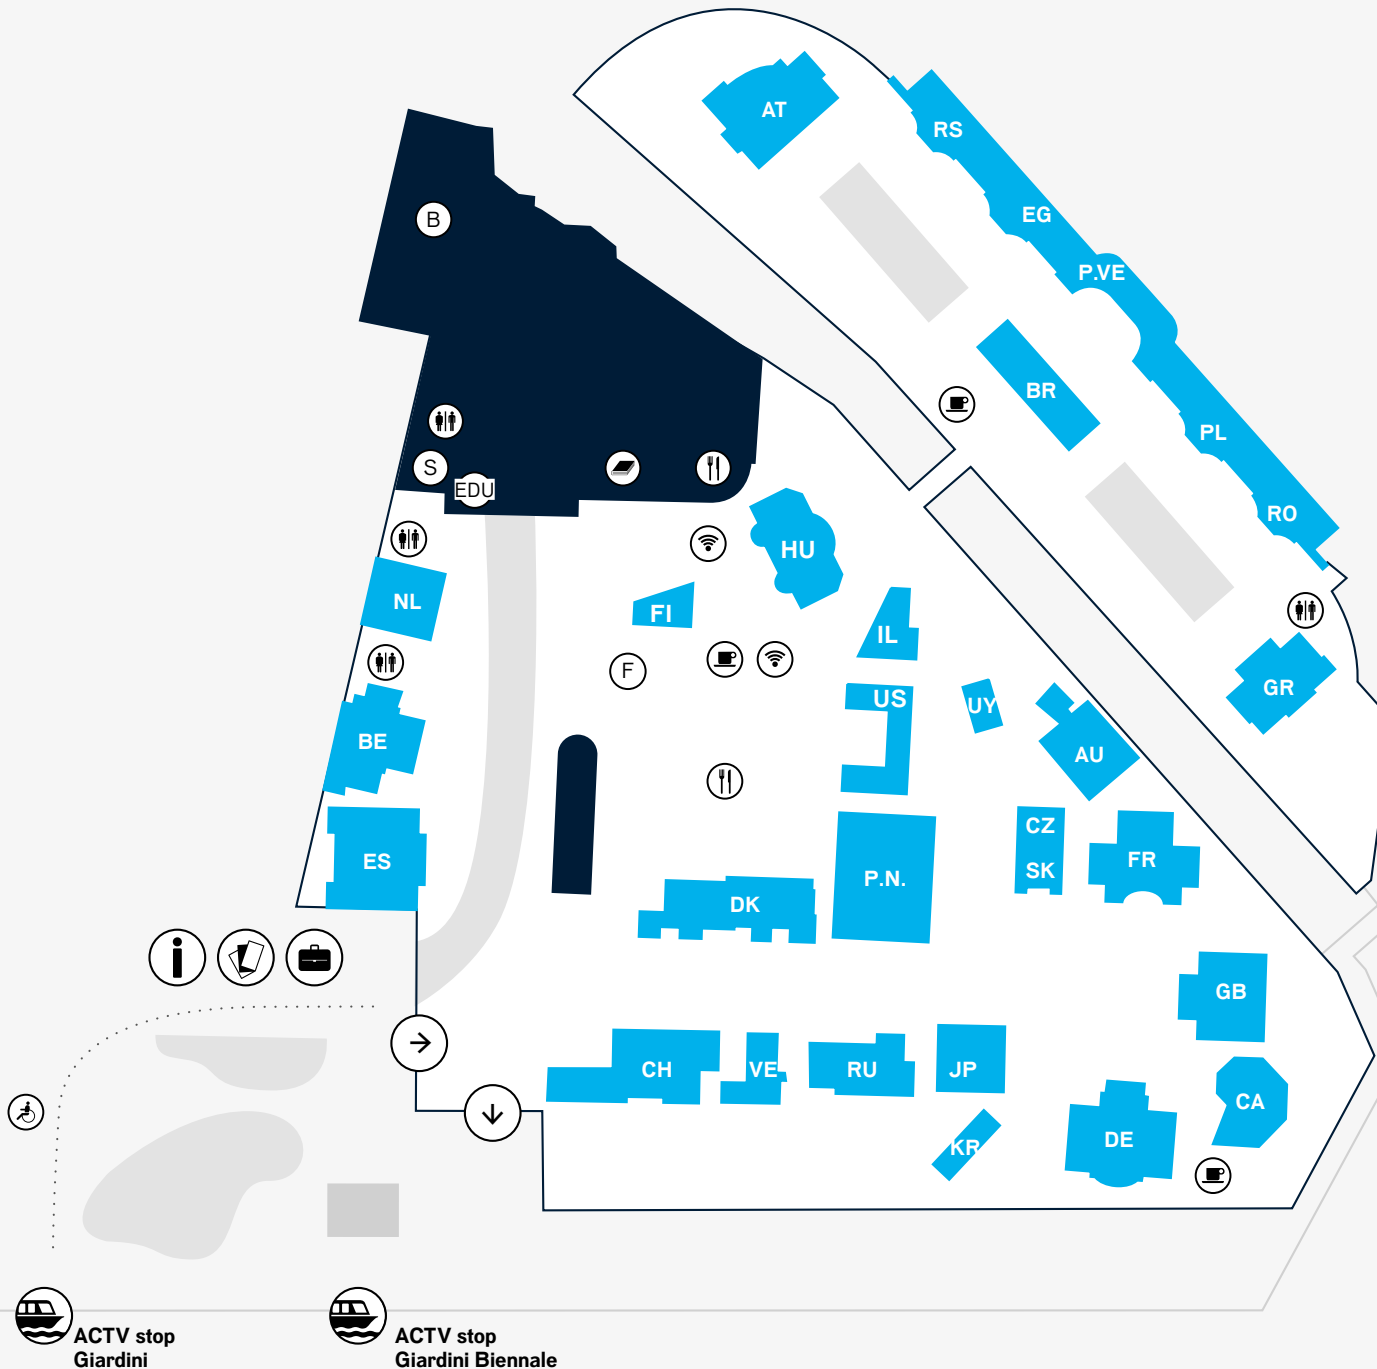 AT
RS
B
EG
P.VE
BR
PL
S
EDU
RO
HU
NL
FI
IL
F
GR
US
UY
BE
AU
CZ
ES
SK
FR
P.N.
DK
GB
CH
VE
RU
JP
CA
DE
KR
ACTV stop
Giardini
ACTV stop
Giardini Biennale